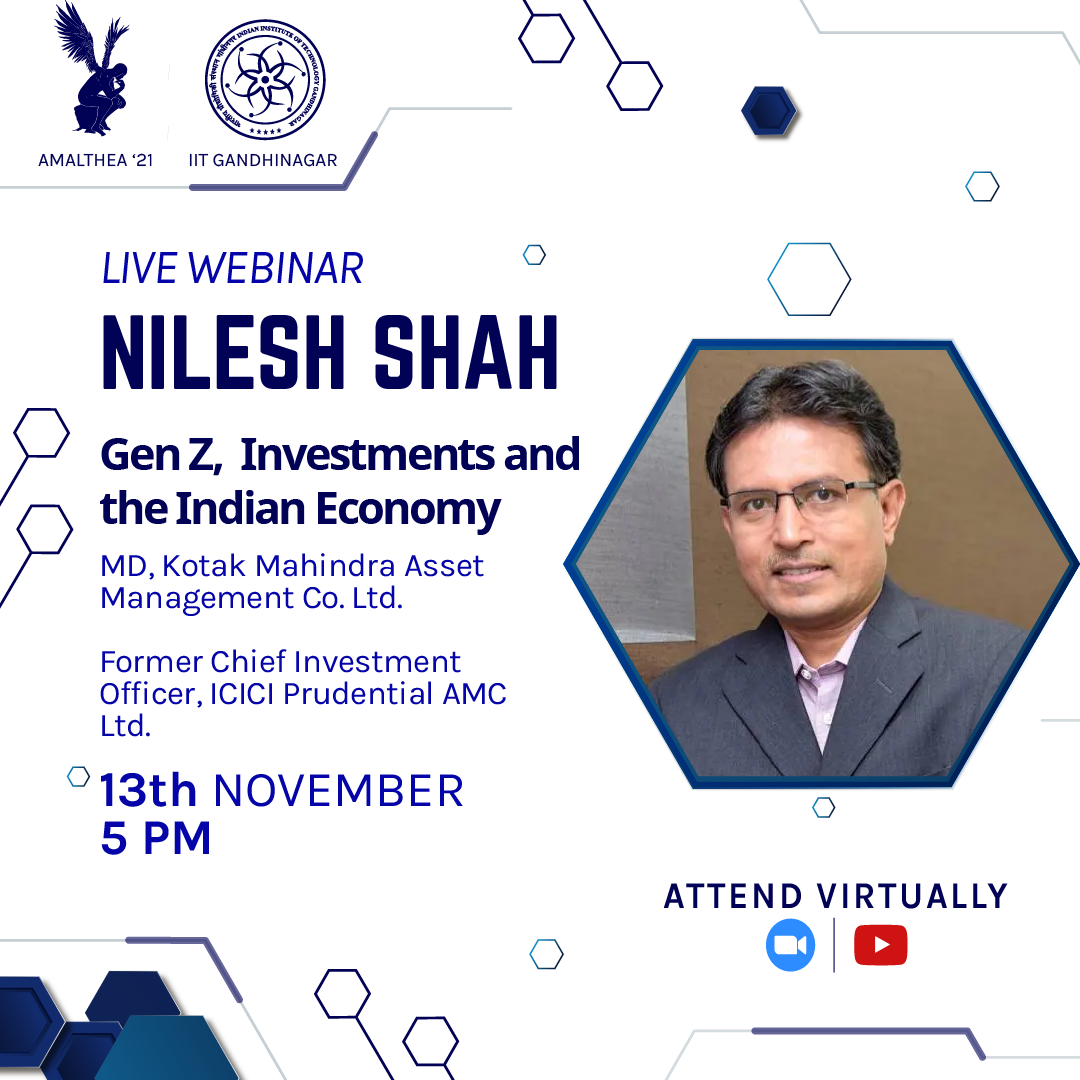 भारतीय प्रौद्योगिकी संस्थान गांधीनगर INDIAN INSTITUTE OF TECHNOLOGY GANDHINAGAR
AMALTHEA ‘21
IIT GANDHINAGAR
LIVE WEBINAR
NILESH SHAH
Gen Z, Investments and
the Indian Economy
MD, Kotak Mahindra Asset
Management Co. Ltd.
Former Chief Investment
Officer, ICICI Prudential AMC
Ltd.
13th NOVEMBER
5 PM
ATTEND VIRTUALLY